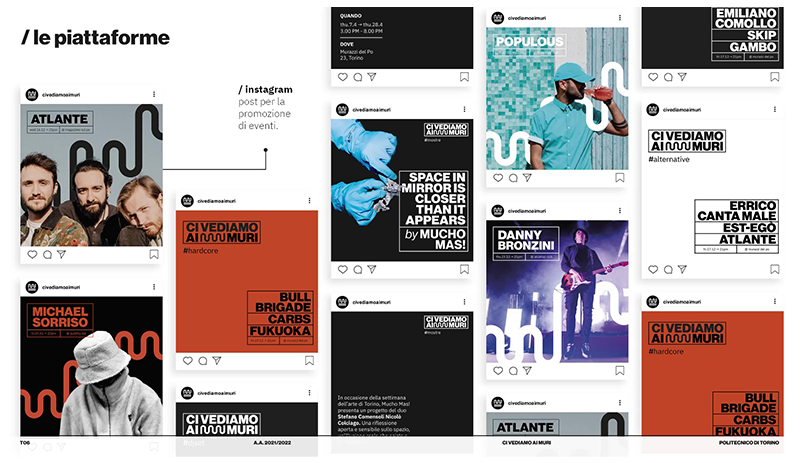 / le piattaforme
/ instagram
post per la
promozione
di eventi.
civediamoaimuri
ATLANTE
civediamoaimuri
MICHAEL
SORRISO
civediamoaimuri
CI VEDIAMO
AI MURI
#hardcore
BULL
BRIGADE
CARBS
FUKUOKA
civediamoaimuri
CI VEDIAMO
AI MURI
QUANDO
thu.7.4 → thu.28.4
3.00 PM - 8.00 PM
DOVE
Murazzi del Po
23, Torino
civediamoaimuri
CI VEDIAMO
AI MURI
#mostre
SPACE IN
MIRROR IS
CLOSER
THAN IT
APPEARS
by MUCHO
MAS!
civediamoaimuri
CI VEDIAMO
AI MURI
#mostre
In occasione della settimana
dell'arte di Torino, Mucho Mas!
presenta un progetto del duo
Stefano Comensoli Nicolò
Colciago. Una riflessione
aperta e sensibile sullo spazio,
civediamoaimuri
POPULOUS
civediamoaimuri
DANNY
BRONZINI
civediamoaimuri
ATLANTE
EMILIANO
COMOLLO
SKIP
GAMBO
civediamoaimuri
CI VEDIAMO
AI MURI
#alternative
ERRICO
CANTA MALE
EST-EGÒ
ATLANTE
civediamoaimuri
CI VEDIAMO
AI MURI
#hardcore
BULL
BRIGADE
CARBS
FUKUOKA
T06
A.A. 2021/2022
CI VEDIAMO AI MURI
POLITECNICO DI TORINO